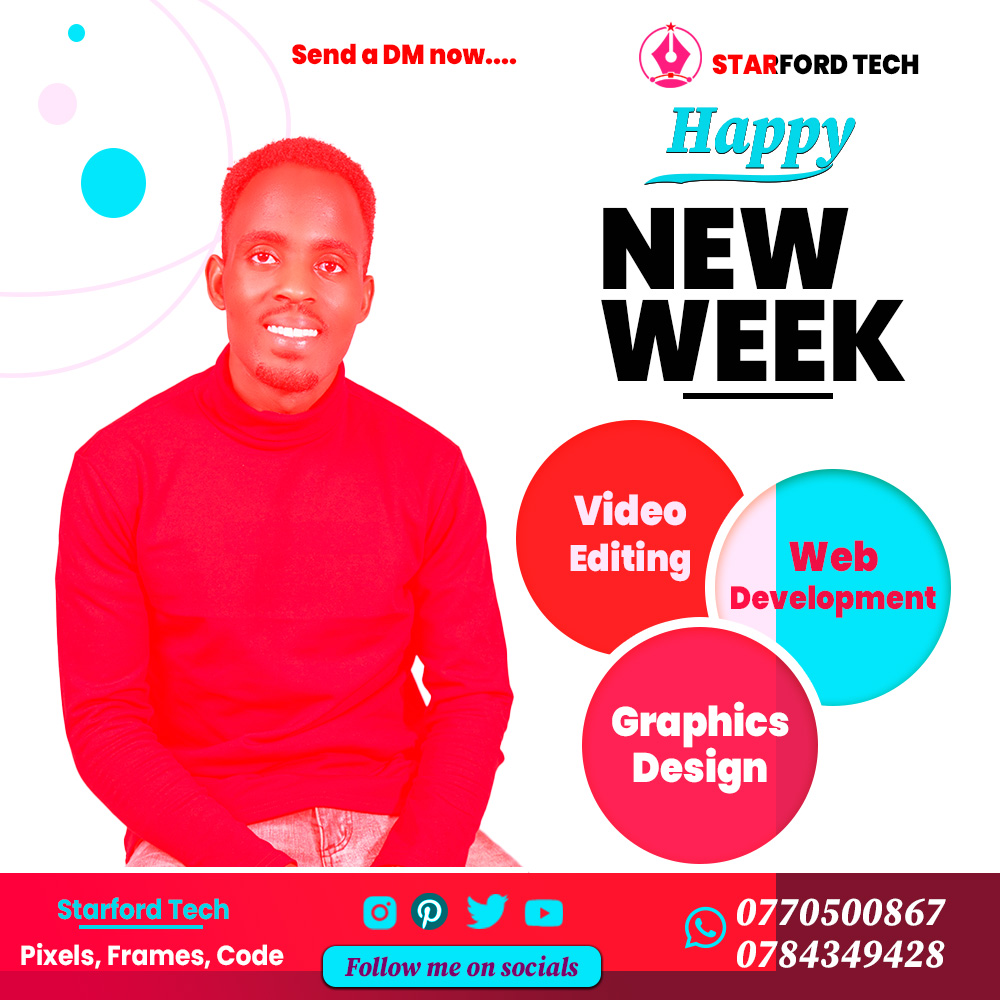 Send a DM now....
STARFORD TECH
Happy
NEW
WEEK
Video
Editing
Web
Development
Graphics
Design
Starford Tech
Pixels, Frames, Code
Follow me on socials
0770500867
0784349428